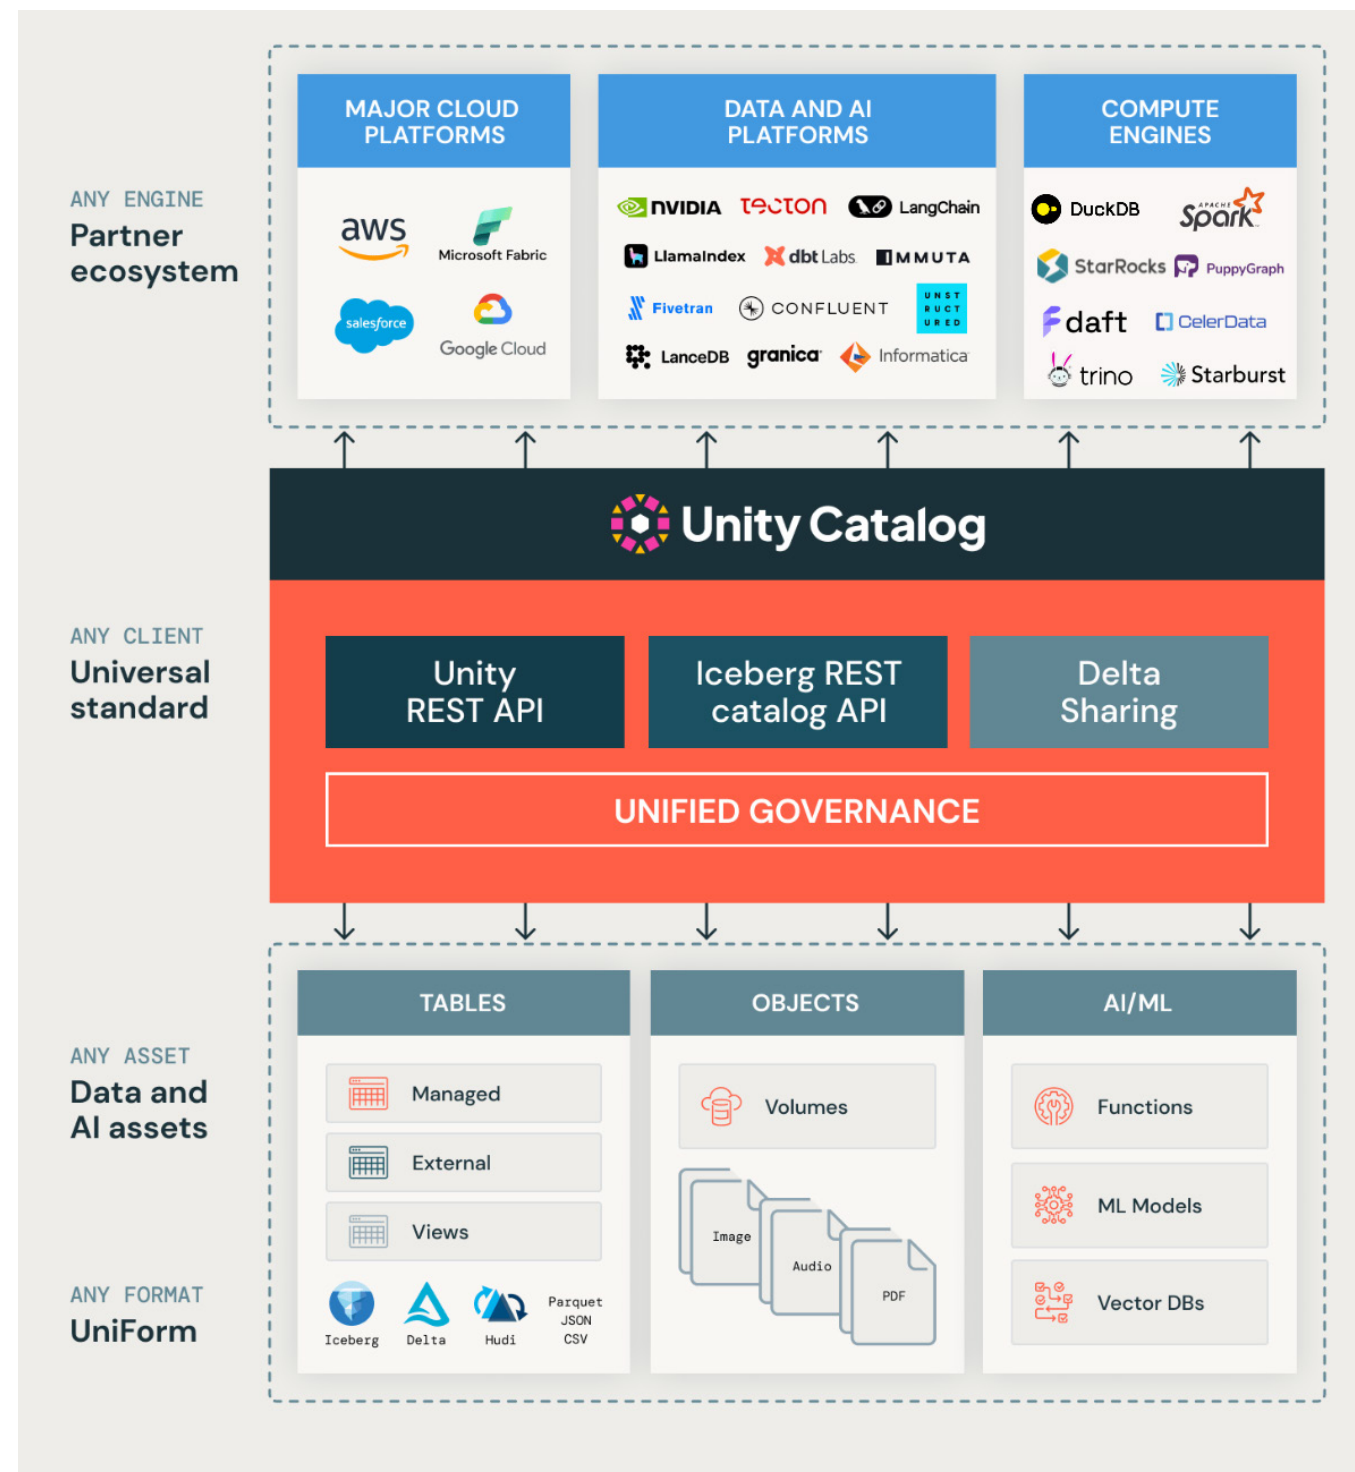 MAJOR CLOUD
PLATFORMS
DATA AND AI
PLATFORMS
COMPUTE
ENGINES
ANY ENGINE
Partner
ecosystem
aws
Microsoft Fabric
salesforce
Google Cloud
NVIDIA TECTON LangChain
LlamaIndex dbt Labs IMMUTA
Fivetran CONFLUENT
UNST
RUCT
URED
LanceDB granica Informatica
DuckDB
APACHE
Spark
StarRocks PuppyGraph
daft CelerData
trino Starburst
Unity Catalog
ANY CLIENT
Universal
standard
Unity
REST API
Iceberg REST
catalog API
Delta
Sharing
UNIFIED GOVERNANCE
ANY ASSET
Data and
AI assets
TABLES
Managed
External
Views
OBJECTS
Volumes
Image
Audio
PDF
AI/ML
Functions
ML Models
Vector DBs
ANY FORMAT
UniForm
Iceberg
Delta
Hudi
Parquet
JSON
CSV